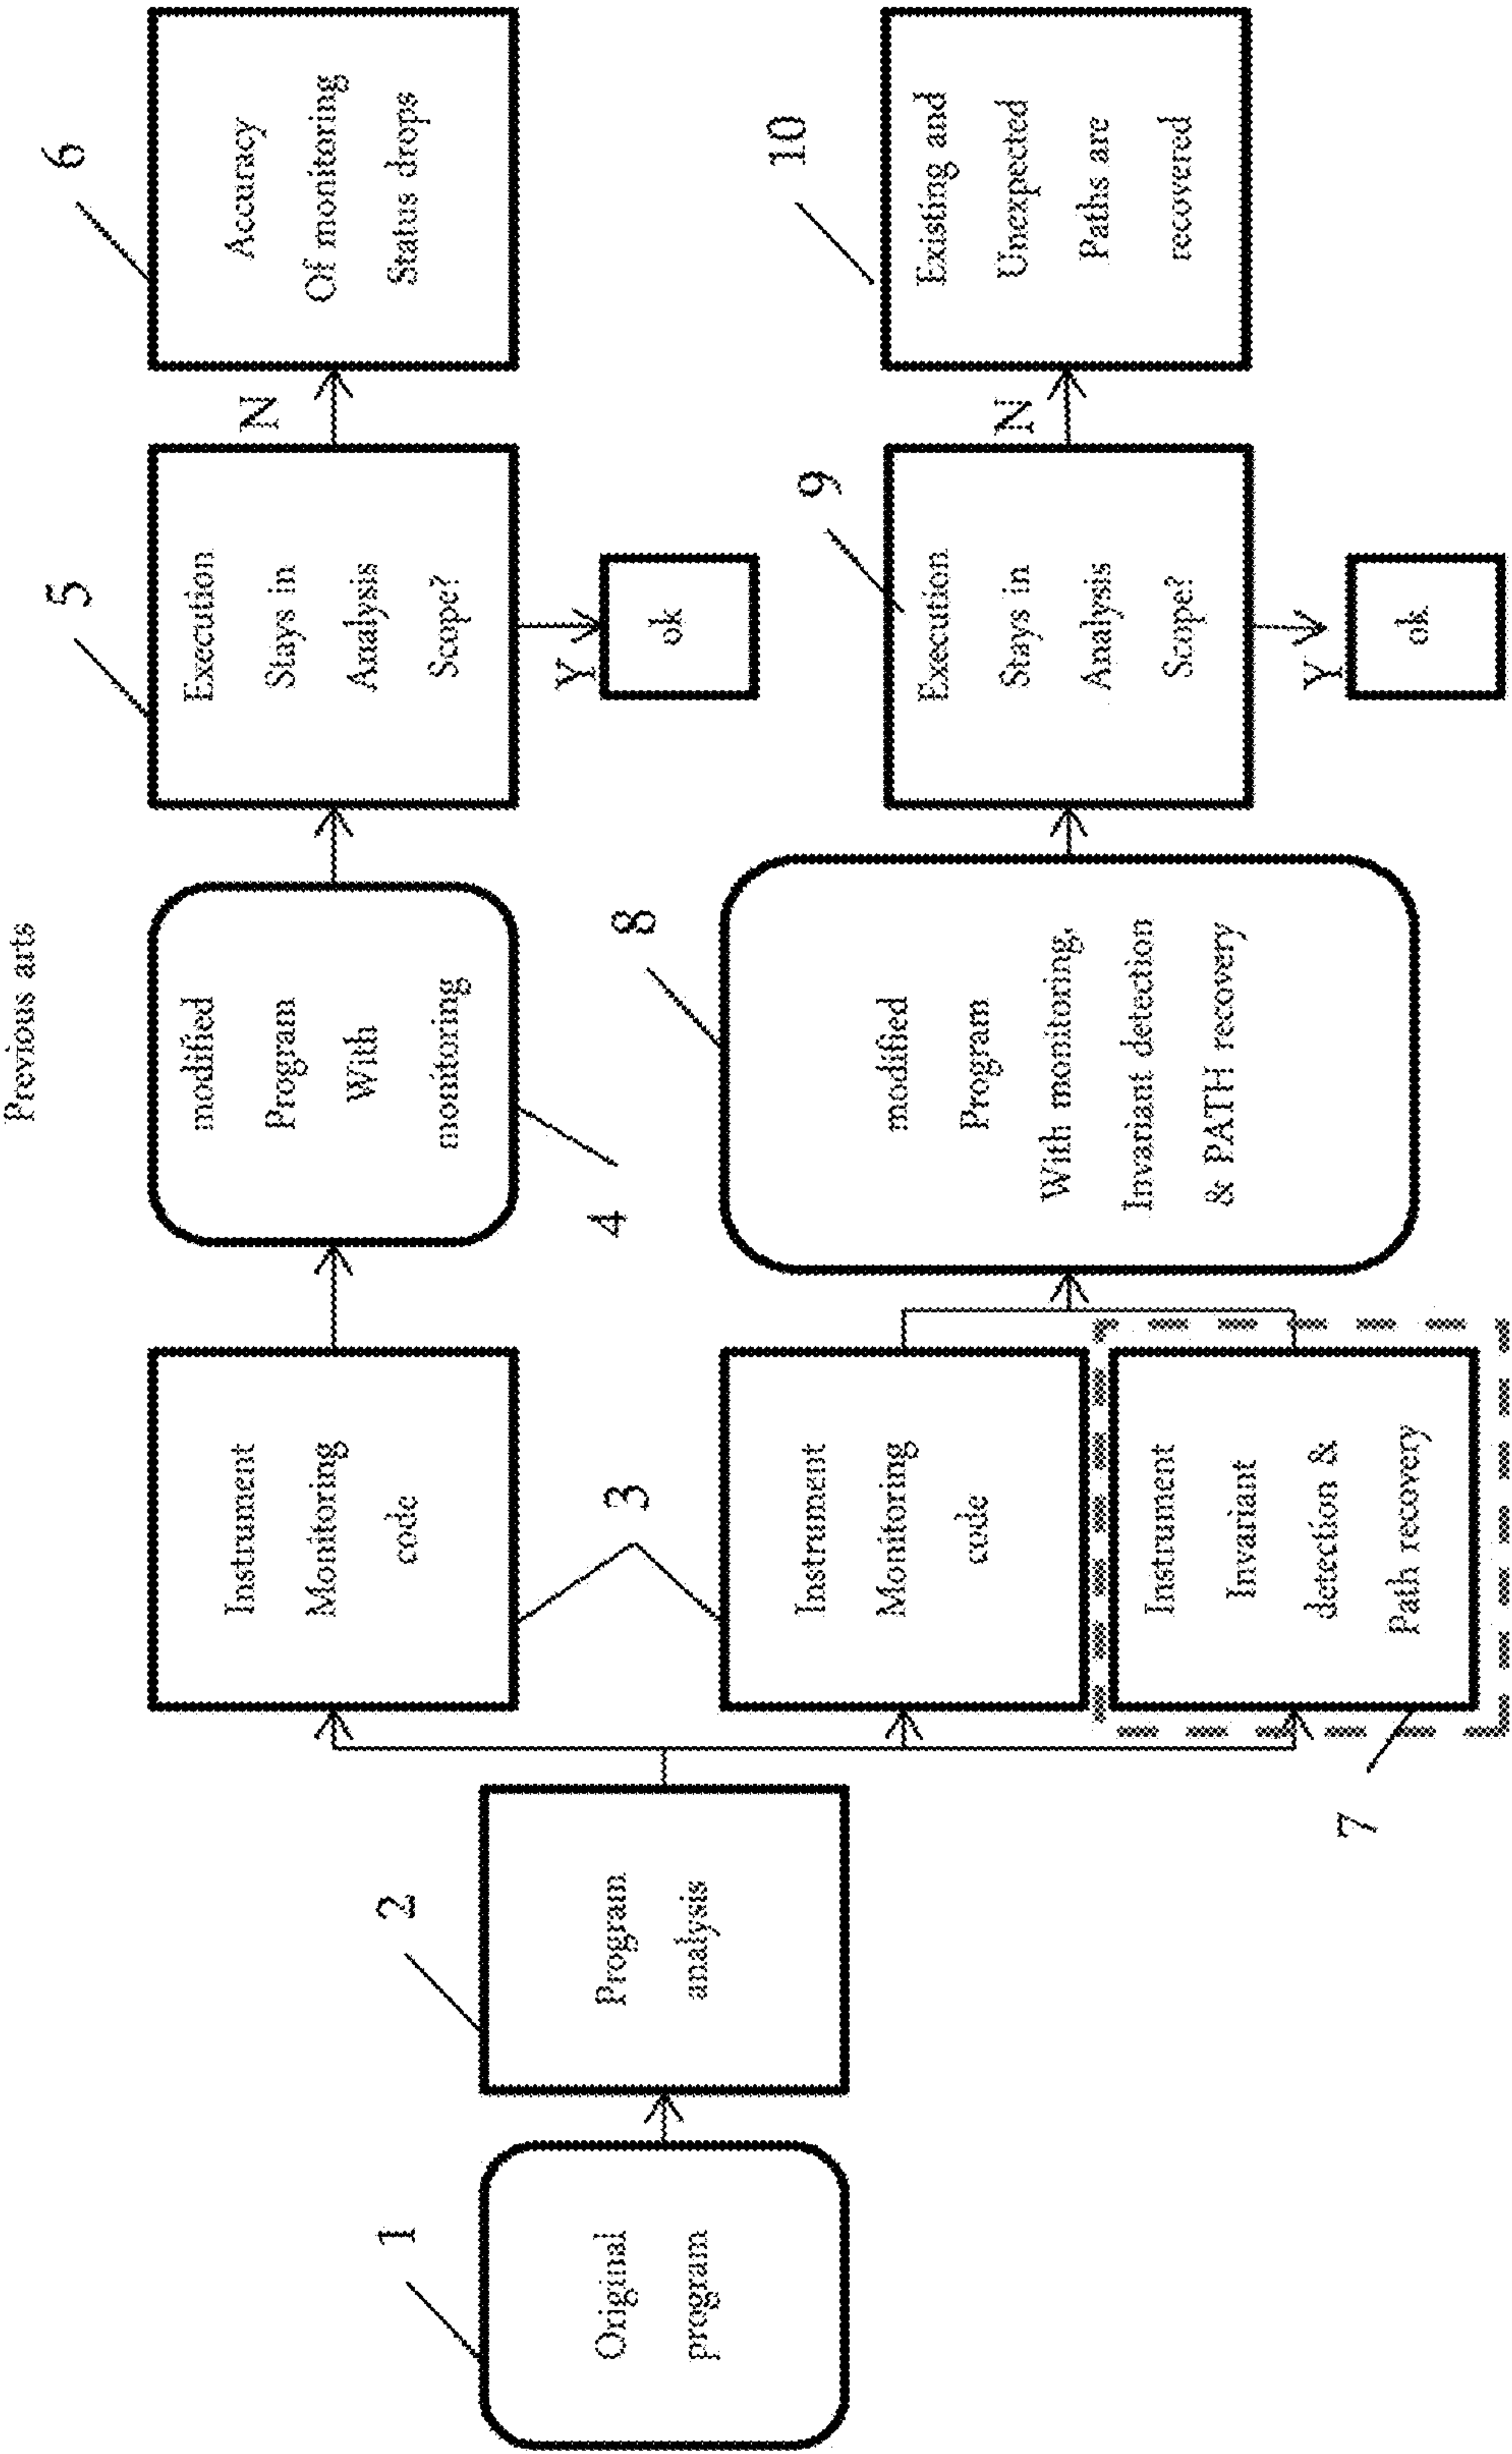 Previous arts
1
Original
program
2
Program
analysis
3
Instrument
Monitoring
code
4
modified
Program
With
monitoring
5
Execution
Stays in
Analysis
Scope?
Y
ok
N
6
Accuracy
Of monitoring
Status drops
Instrument
Monitoring
code
7
Instrument
Invariant
detection &
Path recovery
8
modified
Program
With monitoring,
Invariant detection
& PATH recovery
9
Execution
Stays in
Analysis
Scope?
Y
ok
N
10
Existing and
Unexpected
Paths are
recovered